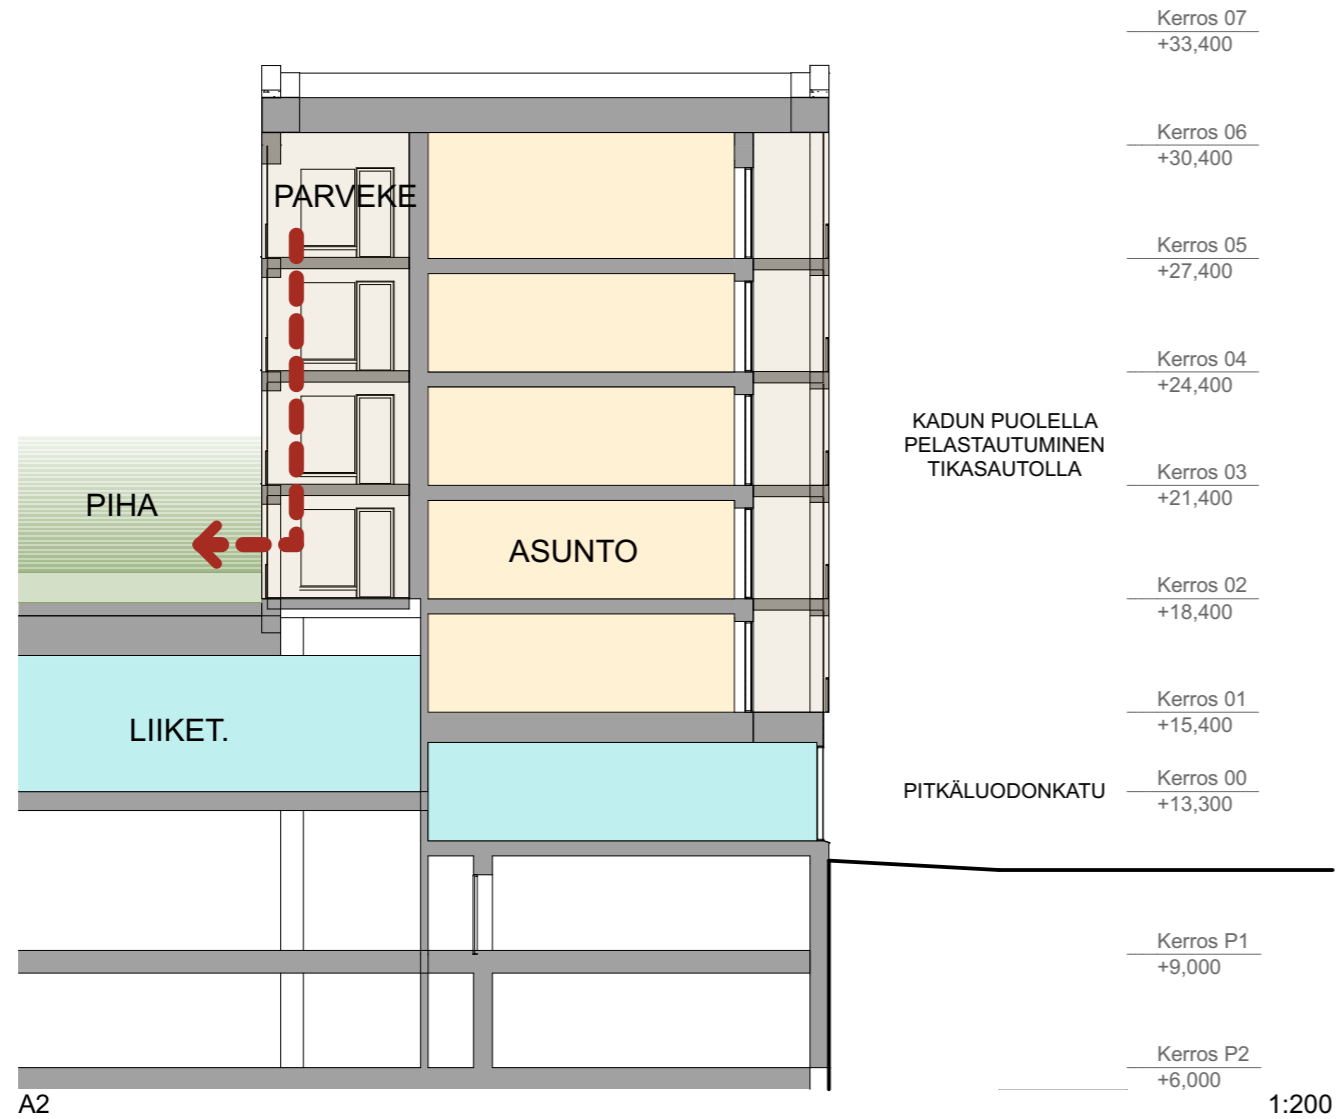 Kerros 07
+33,400
Kerros 06
+30,400
PARVEKE
Kerros 05
+27,400
Kerros 04
+24,400
KADUN PUOLELLA
PELASTAUTUMINEN
TIKASAUTOLLA
Kerros 03
+21,400
PIHA
ASUNTO
Kerros 02
+18,400
Kerros 01
+15,400
LIIKET.
PITKÄLUODONKATU
Kerros 00
+13,300
Kerros P1
+9,000
Kerros P2
+6,000
A2
1:200